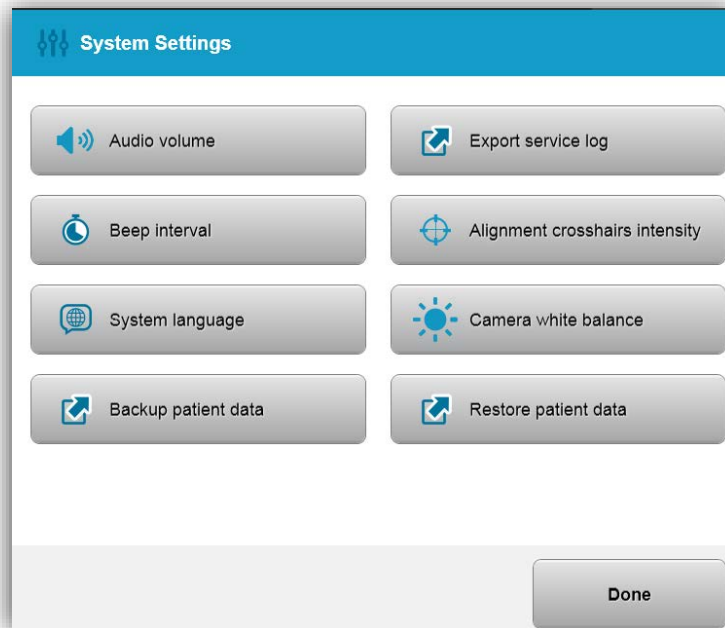 System Settings
Audio volume
Export service log
Beep interval
Alignment crosshairs intensity
System language
Camera white balance
Backup patient data
Restore patient data
Done